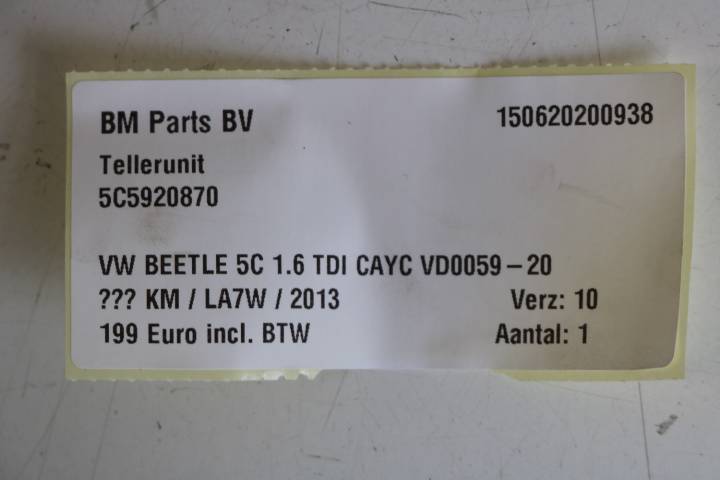 BM Parts BV 150620200938
Tellerunit
5C5920870
VW BEETLE 5C 1.6 TDI CAYC VD0059-20
??? KM / LA7W / 2013 Verz: 10
199 Euro incl. BTW Aantal: 1